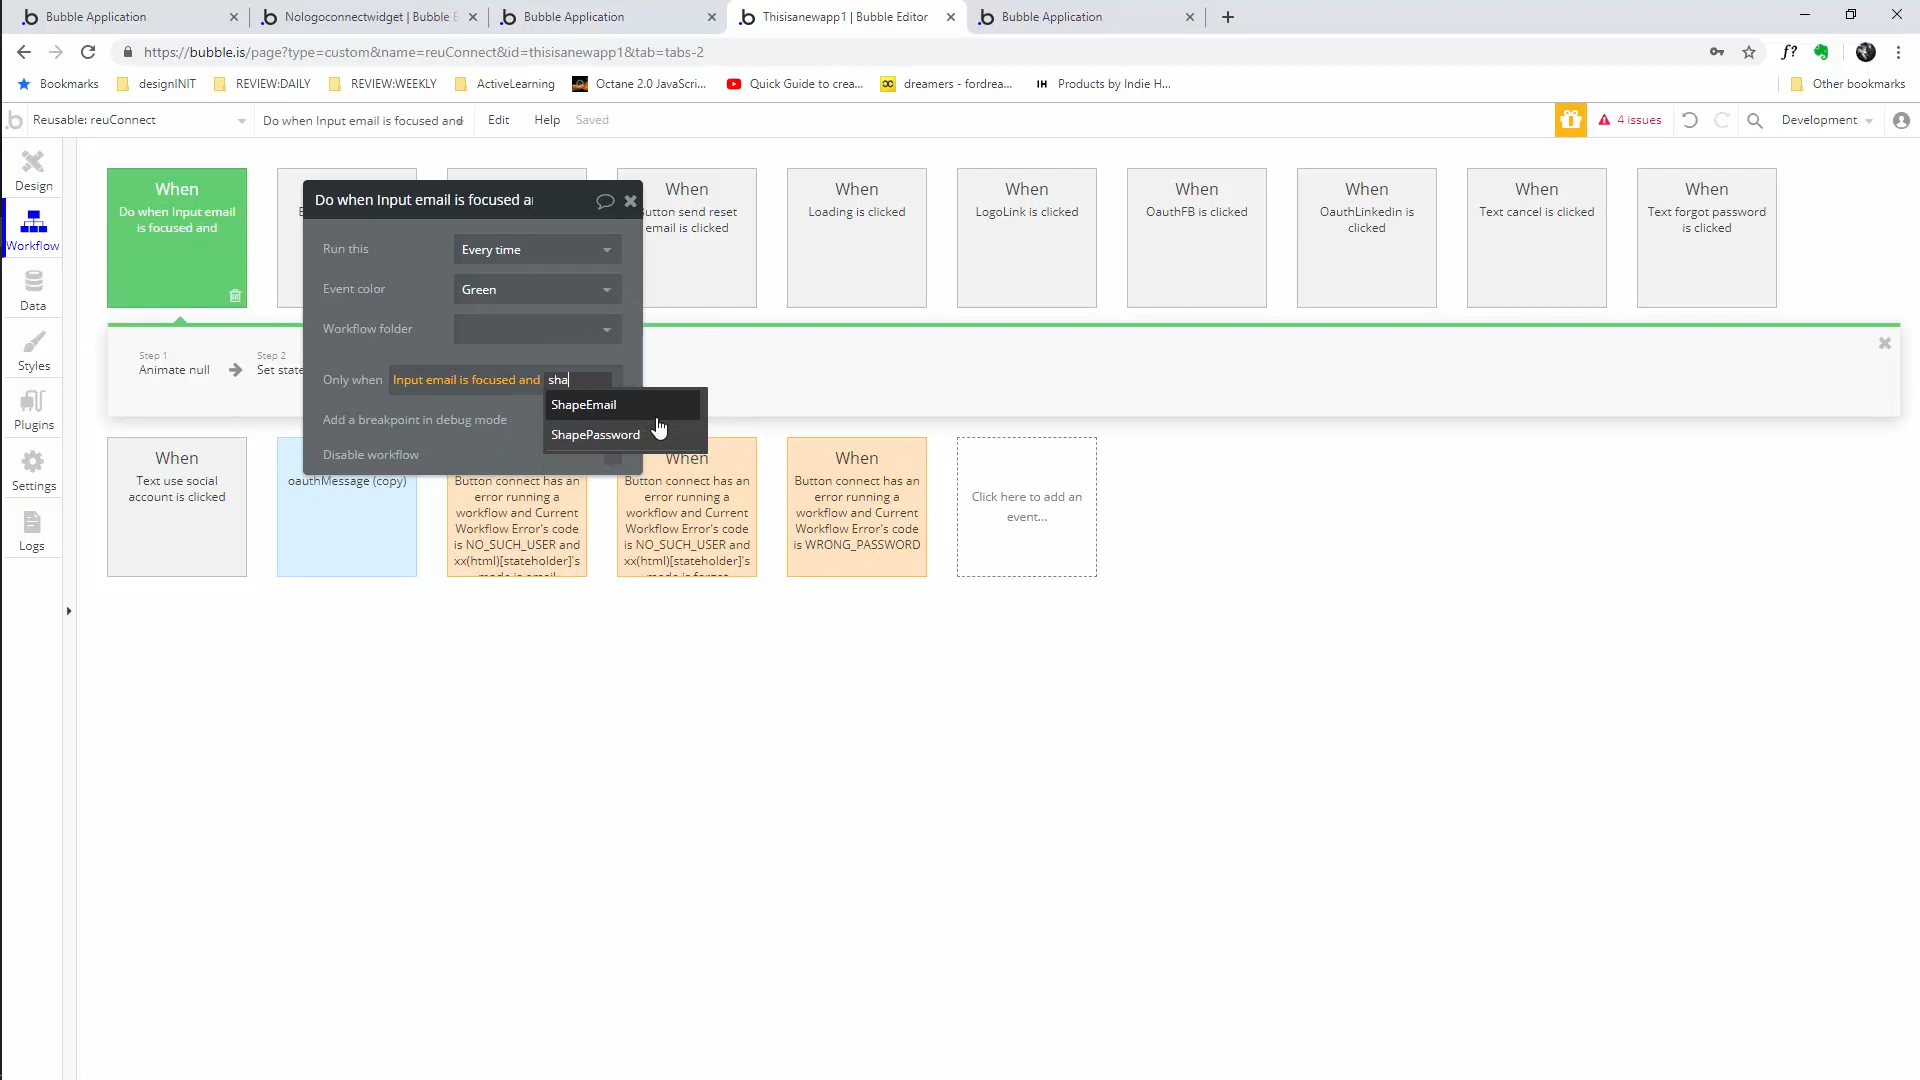 Bubble Application
Nologoconnectwidget | Bubble E
Bubble Application
Thisisanewapp1 | Bubble Editor
Bubble Application
https://bubble.is/page?type=custom&name=reuConnect&id=thisisanewapp1&tab=tabs-2
f?
Bookmarks
designINIT
REVIEW:DAILY
REVIEW:WEEKLY
ActiveLearning
Octane 2.0 JavaScri...
Quick Guide to crea...
dreamers - fordrea...
IH Products by Indie H...
Other bookmarks
Reusable: reuConnect
Do when Input email is focused and
Edit
Help
Saved
4 issues
Development
Design
Workflow
Data
Styles
Plugins
Settings
Logs
When
Do when Input email
is focused and
Do when Input email is focused a
Run this
Every time
Event color
Green
Workflow folder
Only when
Input email is focused and
sha
ShapeEmail
ShapePassword
Add a breakpoint in debug mode
Disable workflow
When
utton send reset
email is clicked
When
Loading is clicked
When
LogoLink is clicked
When
OauthFB is clicked
When
OauthLinkedin is
clicked
When
Text cancel is clicked
When
Text forgot password
is clicked
Step 1
Animate null
Step 2
Set state
When
Text use social
account is clicked
oauthMessage (copy)
Button connect has an
error running a
workflow and Current
Workflow Error's code
is NO_SUCH_USER and
xx(html)[stateholder]'s
mode is email
When
Button connect has an
error running a
workflow and Current
Workflow Error's code
is NO_SUCH_USER and
xx(html)[stateholder]'s
mode is forgot
When
Button connect has an
error running a
workflow and Current
Workflow Error's code
is WRONG_PASSWORD
Click here to add an
event...